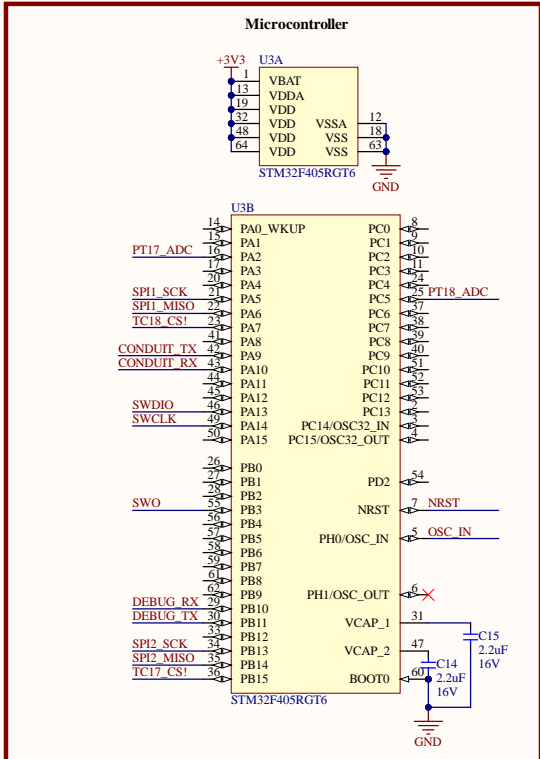 Microcontroller
U3A
+3V3
1 VBAT
13 VDDA
19 VDD
32 VDD VSSA 12
48 VDD VSS 18
64 VDD VSS 63
STM32F405RGT6
GND
U3B
14 PA0_WKUP PC0 8
15 PA1 PC1 9
PT17_ADC 16 PA2 PC2 10
17 PA3 PC3 11
20 PA4 PC4 24
SPI1_SCK 21 PA5 PC5 25 PT18_ADC
SPI1_MISO 22 PA6 PC6 37
TC18_CS! 23 PA7 PC7 38
41 PA8 PC8 39
CONDUIT_TX 42 PA9 PC9 40
CONDUIT_RX 43 PA10 PC10 51
44 PA11 PC11 52
45 PA12 PC12 53
SWDIO 46 PA13 PC13 2
SWCLK 49 PA14 PC14/OSC32_IN 3
50 PA15 PC15/OSC32_OUT 4
26 PB0
27 PB1 PD2 54
28 PB2
SWO 55 PB3 NRST 7 NRST
56 PB4
57 PB5 PH0/OSC_IN 5 OSC_IN
58 PB6
59 PB7
61 PB8
62 PB9 PH1/OSC_OUT 6
DEBUG_RX 29 PB10
DEBUG_TX 30 PB11 VCAP_1 31
33 PB12
SPI2_SCK 34 PB13 VCAP_2 47
SPI2_MISO 35 PB14
TC17_CS! 36 PB15 BOOT0 60
C15
2.2uF
16V
C14
2.2uF
16V
STM32F405RGT6
GND